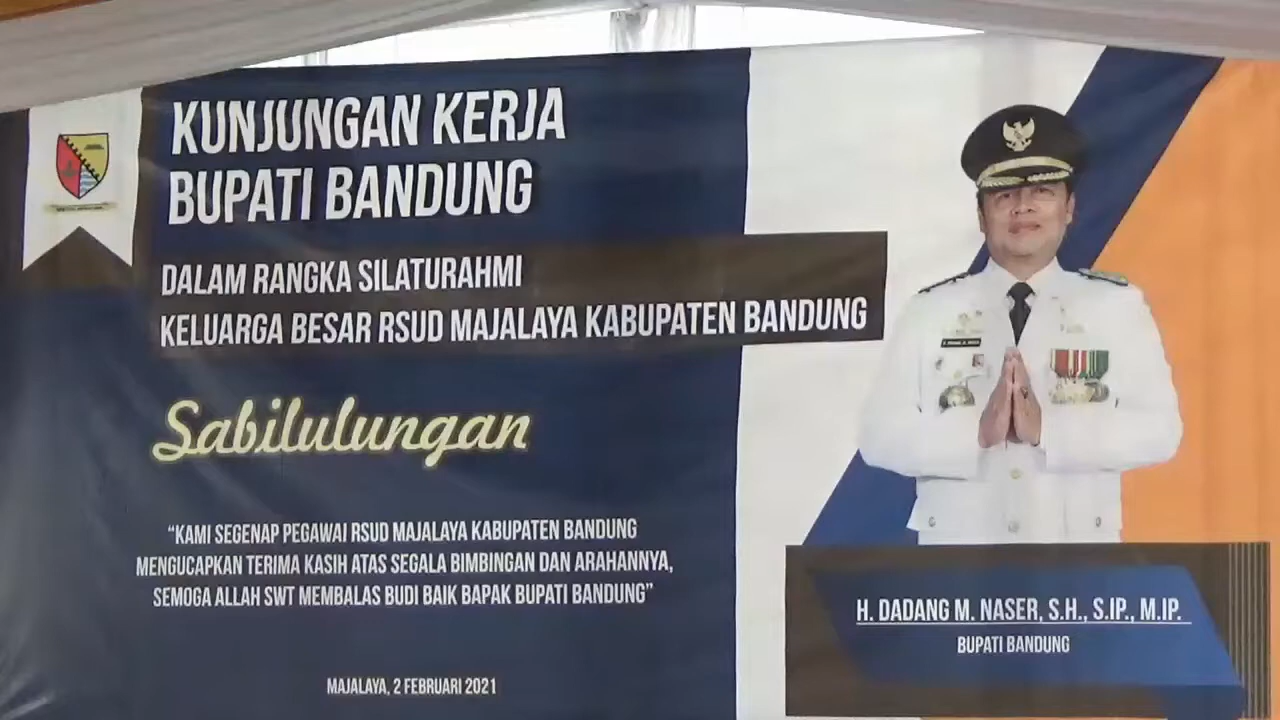 KUNJUNGAN KERJA
BUPATI BANDUNG
DALAM RANGKA SILATURAHMI
KELUARGA BESAR RSUD MAJALAYA KABUPATEN BANDUNG
Sabilulungan
“KAMI SEGENAP PEGAWAI RSUD MAJALAYA KABUPATEN BANDUNG
MENGUCAPKAN TERIMA KASIH ATAS SEGALA BIMBINGAN DAN ARAHANNYA,
SEMOGA ALLAH SWT MEMBALAS BUDI BAIK BAPAK BUPATI BANDUNG”
MAJALAYA, 2 FEBRUARI 2021
H. DADANG M. NASER, S.H., S.IP., M.IP.
BUPATI BANDUNG